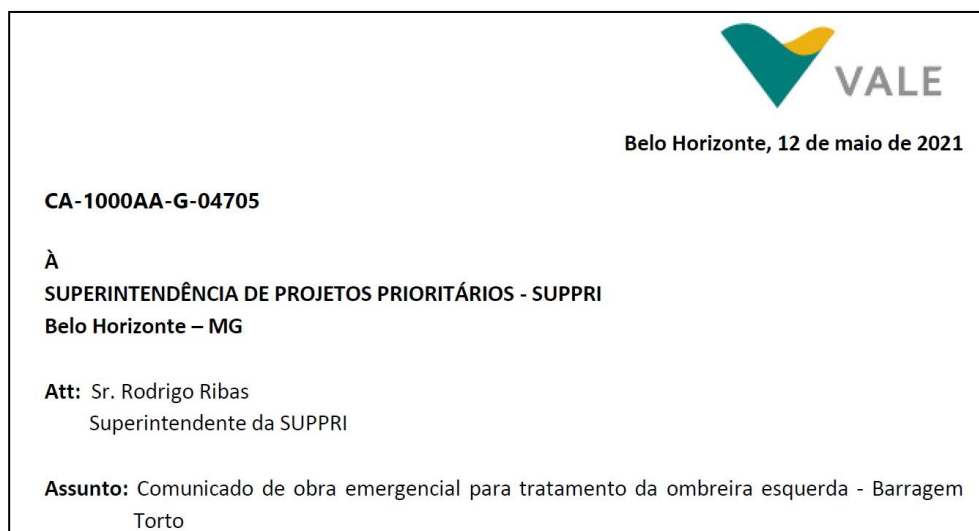 VALE
Belo Horizonte, 12 de maio de 2021
CA-1000AA-G-04705
À
SUPERINTENDÊNCIA DE PROJETOS PRIORITÁRIOS - SUPPRI
Belo Horizonte – MG
Att: Sr. Rodrigo Ribas
Superintendente da SUPPRI
Assunto: Comunicado de obra emergencial para tratamento da ombreira esquerda - Barragem
Torto